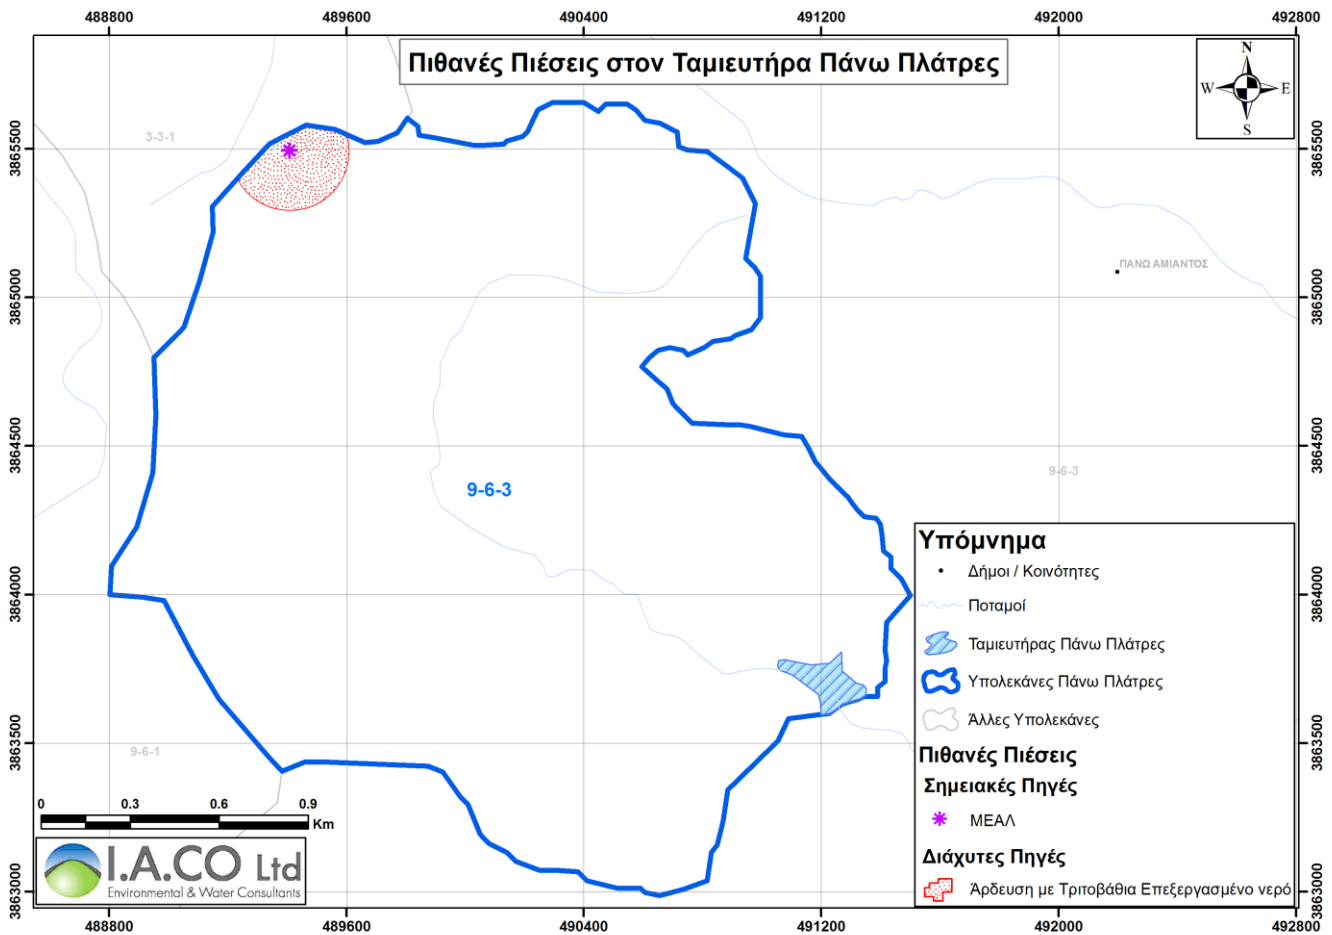 488800 489600 490400 491200 492000 492800
Πιθανές Πιέσεις στον Ταμιευτήρα Πάνω Πλάτρες
N
W E
S
3865500 3865500
3-3-1
ΠΑΝΩ ΑΜΙΑΝΤΟΣ
3865000 3865000
3864500 3864500
9-6-3
9-6-3
Υπόμνημα
Δήμοι / Κοινότητες
3864000 3864000
Ποταμοί
Ταμιευτήρας Πάνω Πλάτρες
Υπολεκάνες Πάνω Πλάτρες
Άλλες Υπολεκάνες
3863500 3863500
9-6-1
Πιθανές Πιέσεις
Σημειακές Πηγές
ΜΕΑΛ
0 0.3 0.6 0.9
Km
Διάχυτες Πηγές
Άρδευση με Τριτοβάθια Επεξεργασμένο νερό
I.A.CO Ltd
Environmental & Water Consultants
3863000 3863000
488800 489600 490400 491200 492000 492800